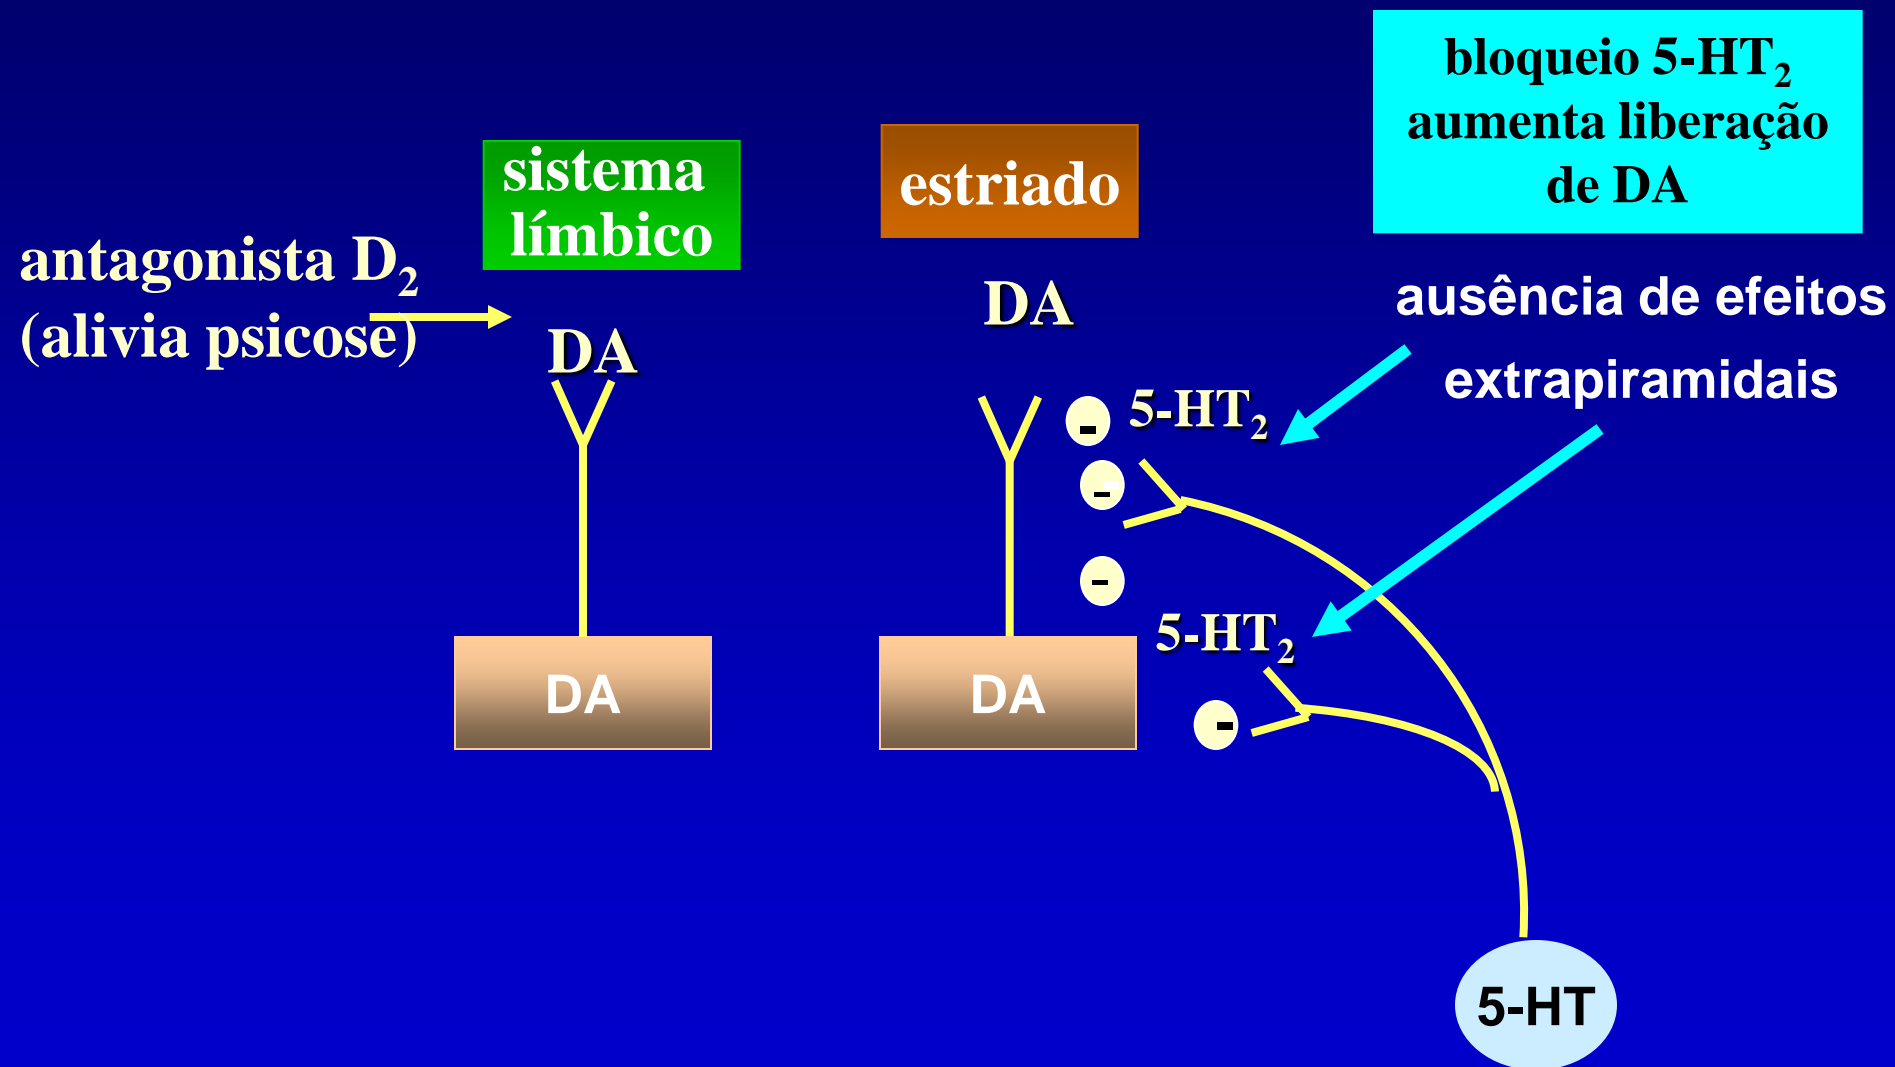 bloqueio 5-HT₂
aumenta liberação
de DA
sistema
límbico
estriado
antagonista D₂
(alivia psicose)
DA
DA
ausência de efeitos
extrapiramidais
-
5-HT₂
-
-
5-HT₂
-
DA
DA
5-HT